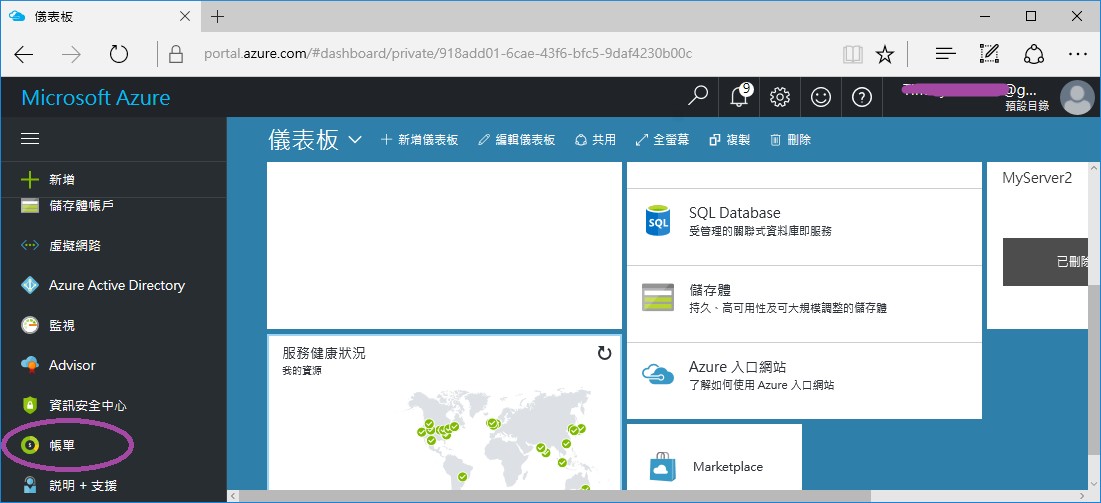 儀表板
portal.azure.com/#dashboard/private/918add01-6cae-43f6-bfc5-9daf4230b00c
Microsoft Azure
9
@g...
預設目錄
儀表板
新增儀表板
編輯儀表板
共用
全螢幕
複製
刪除
新增
儲存體帳戶
虛擬網路
Azure Active Directory
監視
Advisor
資訊安全中心
帳單
說明 + 支援
服務健康狀況
我的資源
SQL
SQL Database
受管理的關聯式資料庫即服務
儲存體
持久、高可用性及可大規模調整的儲存體
Azure 入口網站
了解如何使用 Azure 入口網站
Marketplace
MyServer2
已刪除